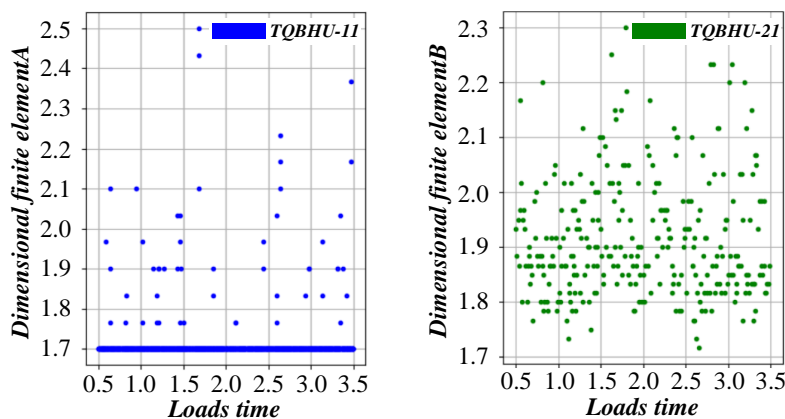 Dimensional finite elementA
2.5
2.4
2.3
2.2
2.1
2.0
1.9
1.8
1.7
TQBHU-11
0.5 1.0 1.5 2.0 2.5 3.0 3.5
Loads time
Dimensional finite elementB
2.3
2.2
2.1
2.0
1.9
1.8
1.7
TQBHU-21
0.5 1.0 1.5 2.0 2.5 3.0 3.5
Loads time